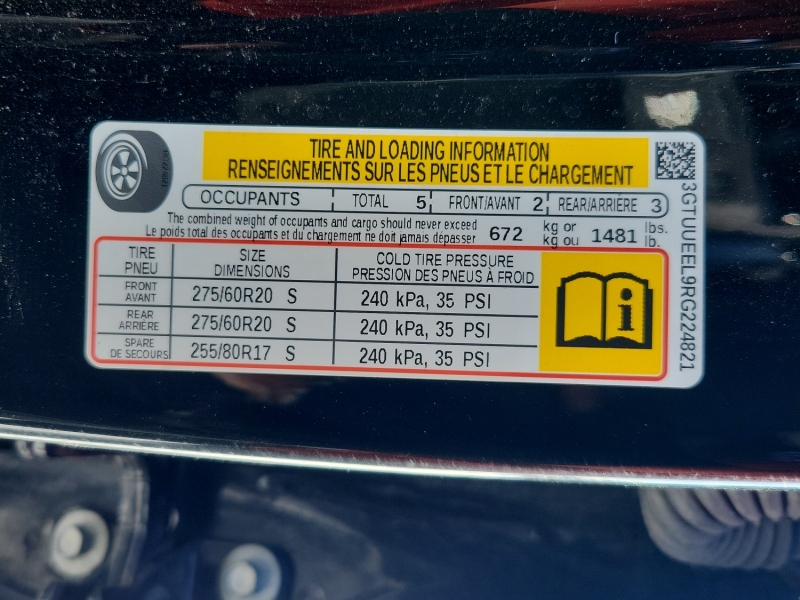 TIRE AND LOADING INFORMATION
RENSEIGNEMENTS SUR LES PNEUS ET LE CHARGEMENT
OCCUPANTS TOTAL 5 FRONT/AVANT 2 REAR/ARRIÈRE 3
The combined weight of occupants and cargo should never exceed
Le poids total des occupants et du chargement ne doit jamais dépasser
672 kg or kg ou 1481 lbs. lb.
TIRE PNEU SIZE DIMENSIONS COLD TIRE PRESSURE PRESSION DES PNEUS À FROID
FRONT AVANT 275/60R20 S 240 kPa, 35 PSI
REAR ARRIÈRE 275/60R20 S 240 kPa, 35 PSI
SPARE DE SECOURS 255/80R17 S 240 kPa, 35 PSI
i
3GTUUEEL9RG224821